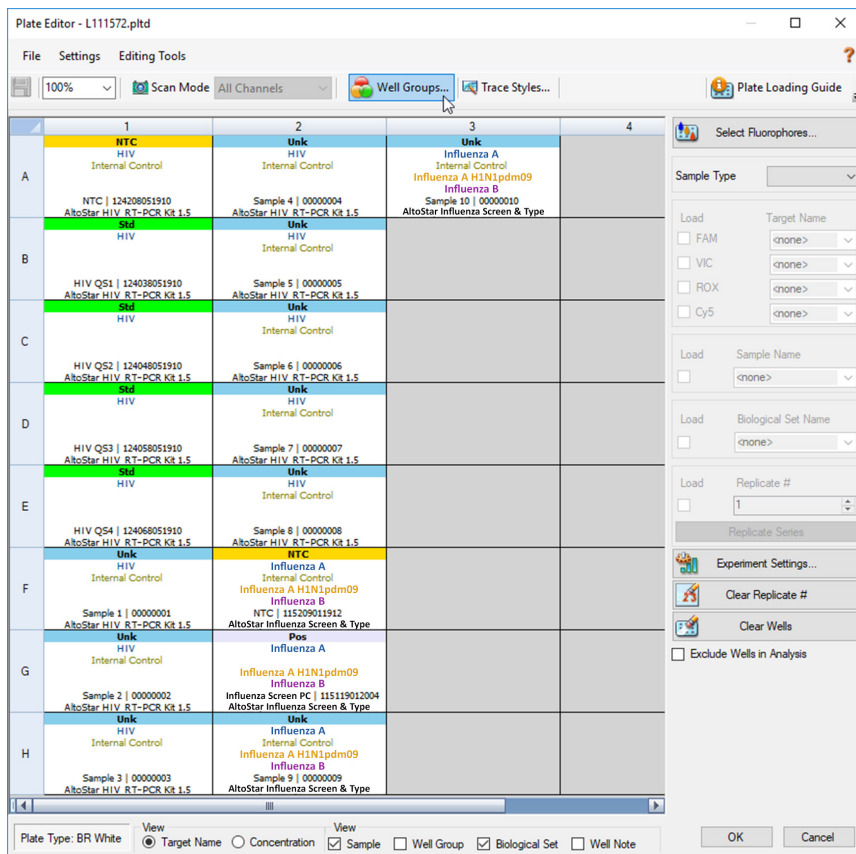 Plate Editor - L111572.pltd
File Settings Editing Tools ?
100% Scan Mode All Channels Well Groups... Trace Styles... Plate Loading Guide
1 2 3 4
A
NTC
HIV
Internal Control
NTC | 124208051910
AltoStar HIV RT-PCR Kit 1.5
Unk
HIV
Internal Control
Sample 4 | 00000004
AltoStar HIV RT-PCR Kit 1.5
Unk
Influenza A
Internal Control
Influenza A H1N1pdm09
Influenza B
Sample 10 | 00000010
AltoStar Influenza Screen & Type
B
Std
HIV
HIV QS1 | 124038051910
AltoStar HIV RT-PCR Kit 1.5
Unk
HIV
Internal Control
Sample 5 | 00000005
AltoStar HIV RT-PCR Kit 1.5
C
Std
HIV
HIV QS2 | 124048051910
AltoStar HIV RT-PCR Kit 1.5
Unk
HIV
Internal Control
Sample 6 | 00000006
AltoStar HIV RT-PCR Kit 1.5
D
Std
HIV
HIV QS3 | 124058051910
AltoStar HIV RT-PCR Kit 1.5
Unk
HIV
Internal Control
Sample 7 | 00000007
AltoStar HIV RT-PCR Kit 1.5
E
Std
HIV
HIV QS4 | 124068051910
AltoStar HIV RT-PCR Kit 1.5
Unk
HIV
Internal Control
Sample 8 | 00000008
AltoStar HIV RT-PCR Kit 1.5
F
Unk
HIV
Internal Control
Sample 1 | 00000001
AltoStar HIV RT-PCR Kit 1.5
NTC
Influenza A
Internal Control
Influenza A H1N1pdm09
Influenza B
NTC | 115209011912
AltoStar Influenza Screen & Type
G
Unk
HIV
Internal Control
Sample 2 | 00000002
AltoStar HIV RT-PCR Kit 1.5
Pos
Influenza A
Influenza A H1N1pdm09
Influenza B
Influenza Screen PC | 115119012004
AltoStar Influenza Screen & Type
H
Unk
HIV
Internal Control
Sample 3 | 00000003
AltoStar HIV RT-PCR Kit 1.5
Unk
Influenza A
Internal Control
Influenza A H1N1pdm09
Influenza B
Sample 9 | 00000009
AltoStar Influenza Screen & Type
Select Fluorophores...
Sample Type
Load Target Name
FAM <none>
VIC <none>
ROX <none>
Cy5 <none>
Load Sample Name
<none>
Load Biological Set Name
<none>
Load Replicate #
1
Replicate Series
Experiment Settings...
Clear Replicate #
Clear Wells
Exclude Wells in Analysis
Plate Type: BR White
View
Target Name Concentration
View
Sample Well Group Biological Set Well Note
OK Cancel